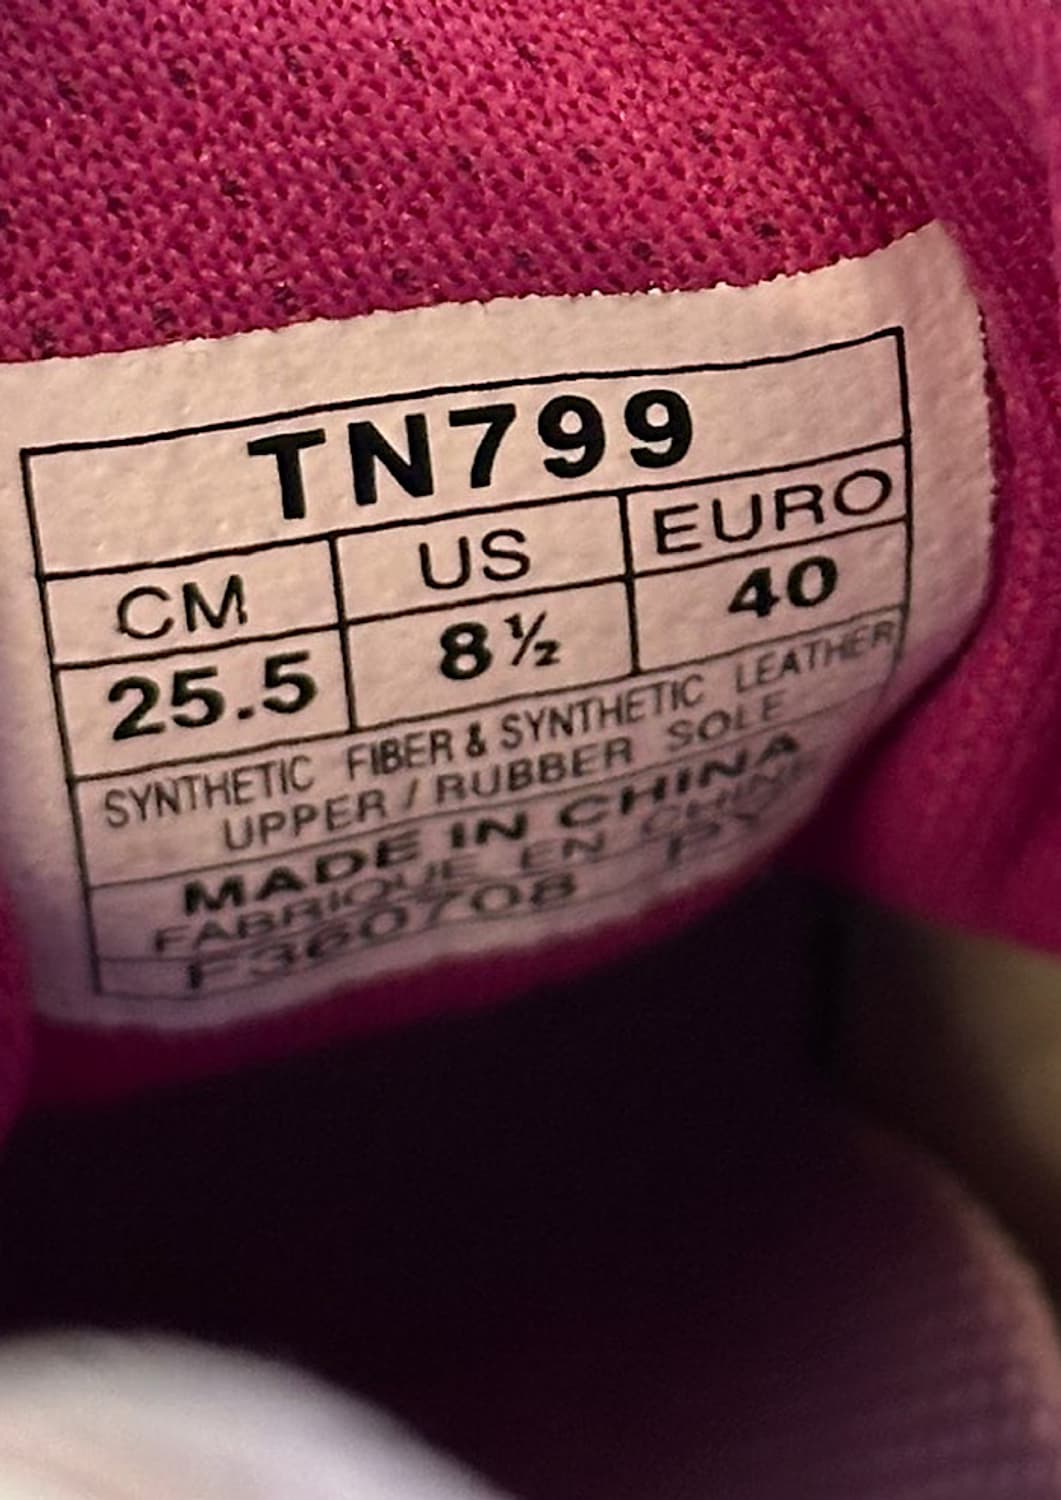 TN799
CM US EURO
25.5 8½ 40
SYNTHETIC FIBER & SYNTHETIC LEATHER
UPPER / RUBBER SOLE
MADE IN CHINA
FABRIQUE EN CHINE
F360708 PY